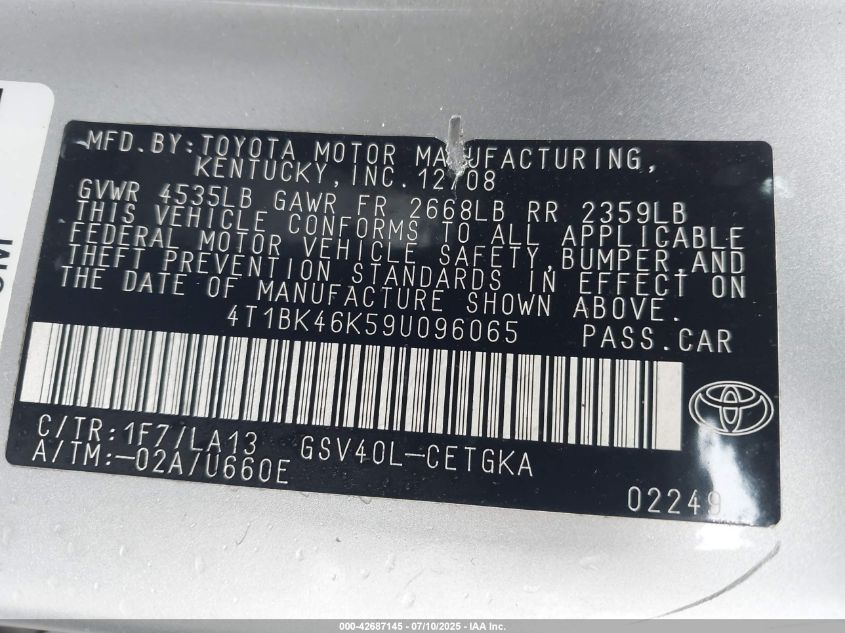 MFD.BY:TOYOTA MOTOR MANUFACTURING,
KENTUCKY,INC. 12/08
GVWR 4535LB GAWR FR 2668LB RR 2359LB
THIS VEHICLE CONFORMS TO ALL APPLICABLE
FEDERAL MOTOR VEHICLE SAFETY,BUMPER,AND
THEFT PREVENTION STANDARDS IN EFFECT ON
THE DATE OF MANUFACTURE SHOWN ABOVE.
4T1BK46K59U096065 PASS.CAR
C/TR:1F7/LA13 GSV40L-CETGKA
A/TM:-02A/U660E
02249
000-42687145 - 07/10/2025 - IAA Inc.